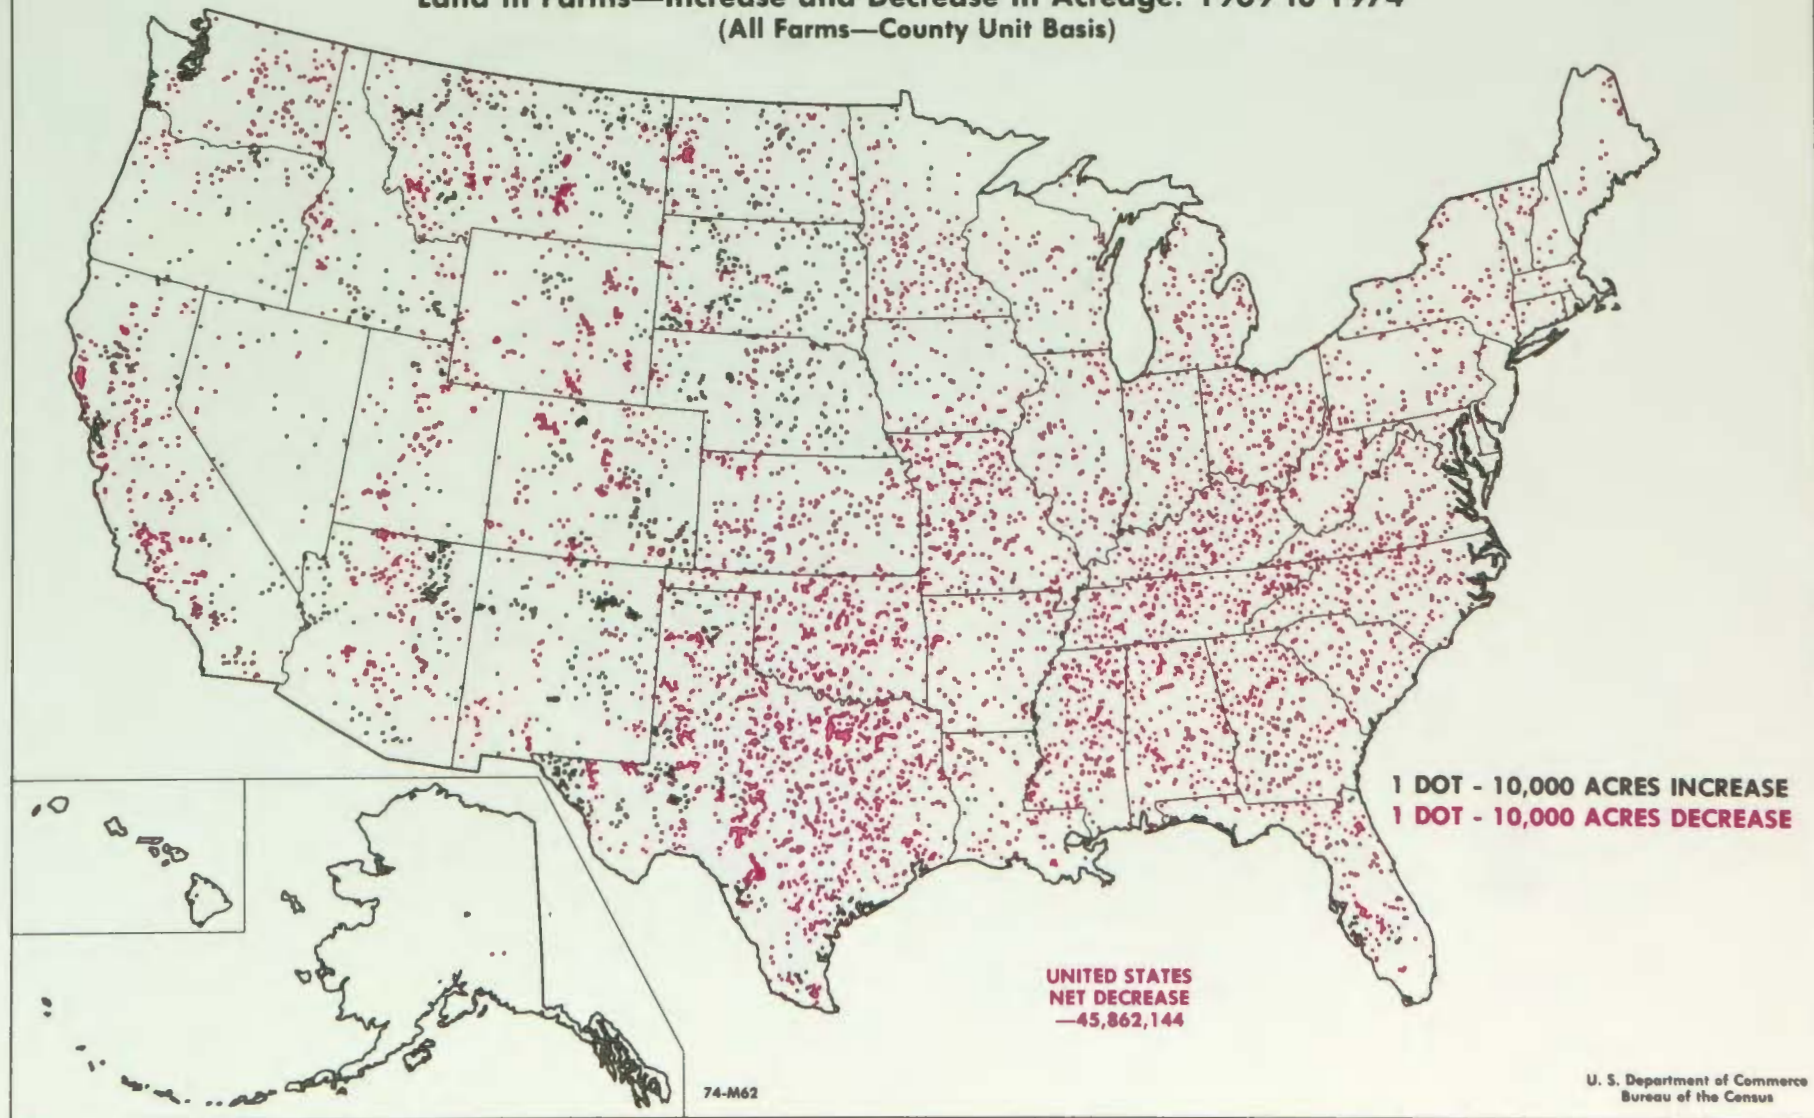 Land in Farms—Increase and Decrease in Acreage: 1969 to 1974
(All Farms—County Unit Basis)
1 DOT - 10,000 ACRES INCREASE
1 DOT - 10,000 ACRES DECREASE
UNITED STATES
NET DECREASE
—45,862,144
74-M62
U. S. Department of Commerce
Bureau of the Census